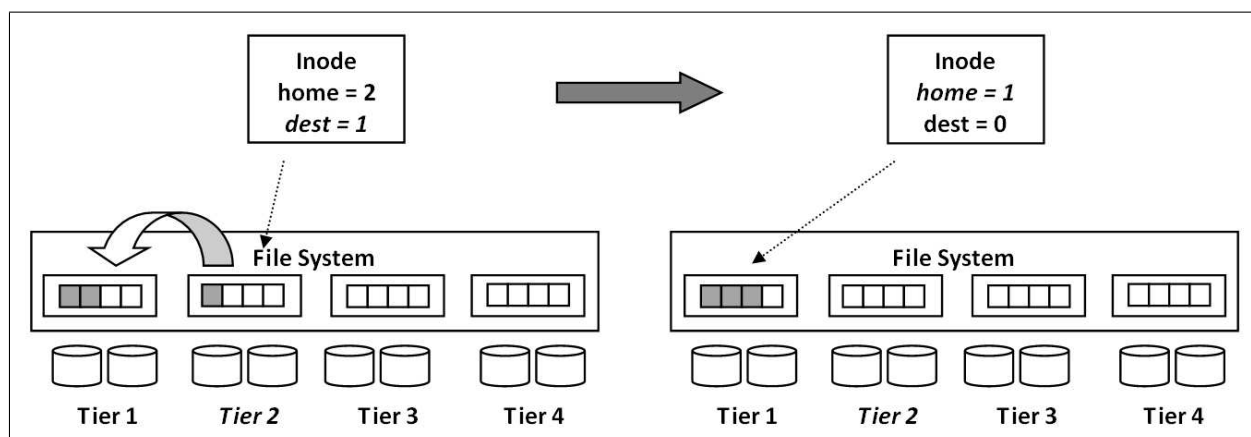 Inode
home = 2
dest = 1
Inode
home = 1
dest = 0
File System
File System
Tier 1 Tier 2 Tier 3 Tier 4
Tier 1 Tier 2 Tier 3 Tier 4